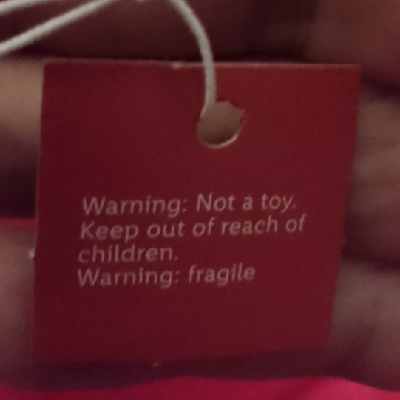 Warning: Not a toy.
Keep out of reach of
children.
Warning: fragile